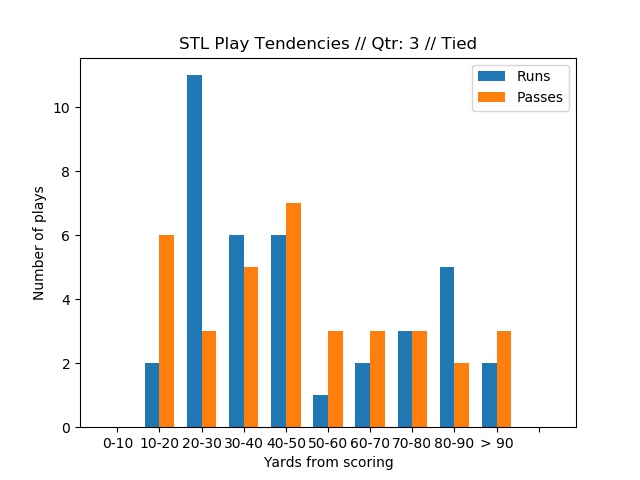 STL Play Tendencies // Qtr: 3 // Tied
Runs
Passes
Number of plays
10
8
6
4
2
0
0-10 10-20 20-30 30-40 40-50 50-60 60-70 70-80 80-90 > 90
Yards from scoring